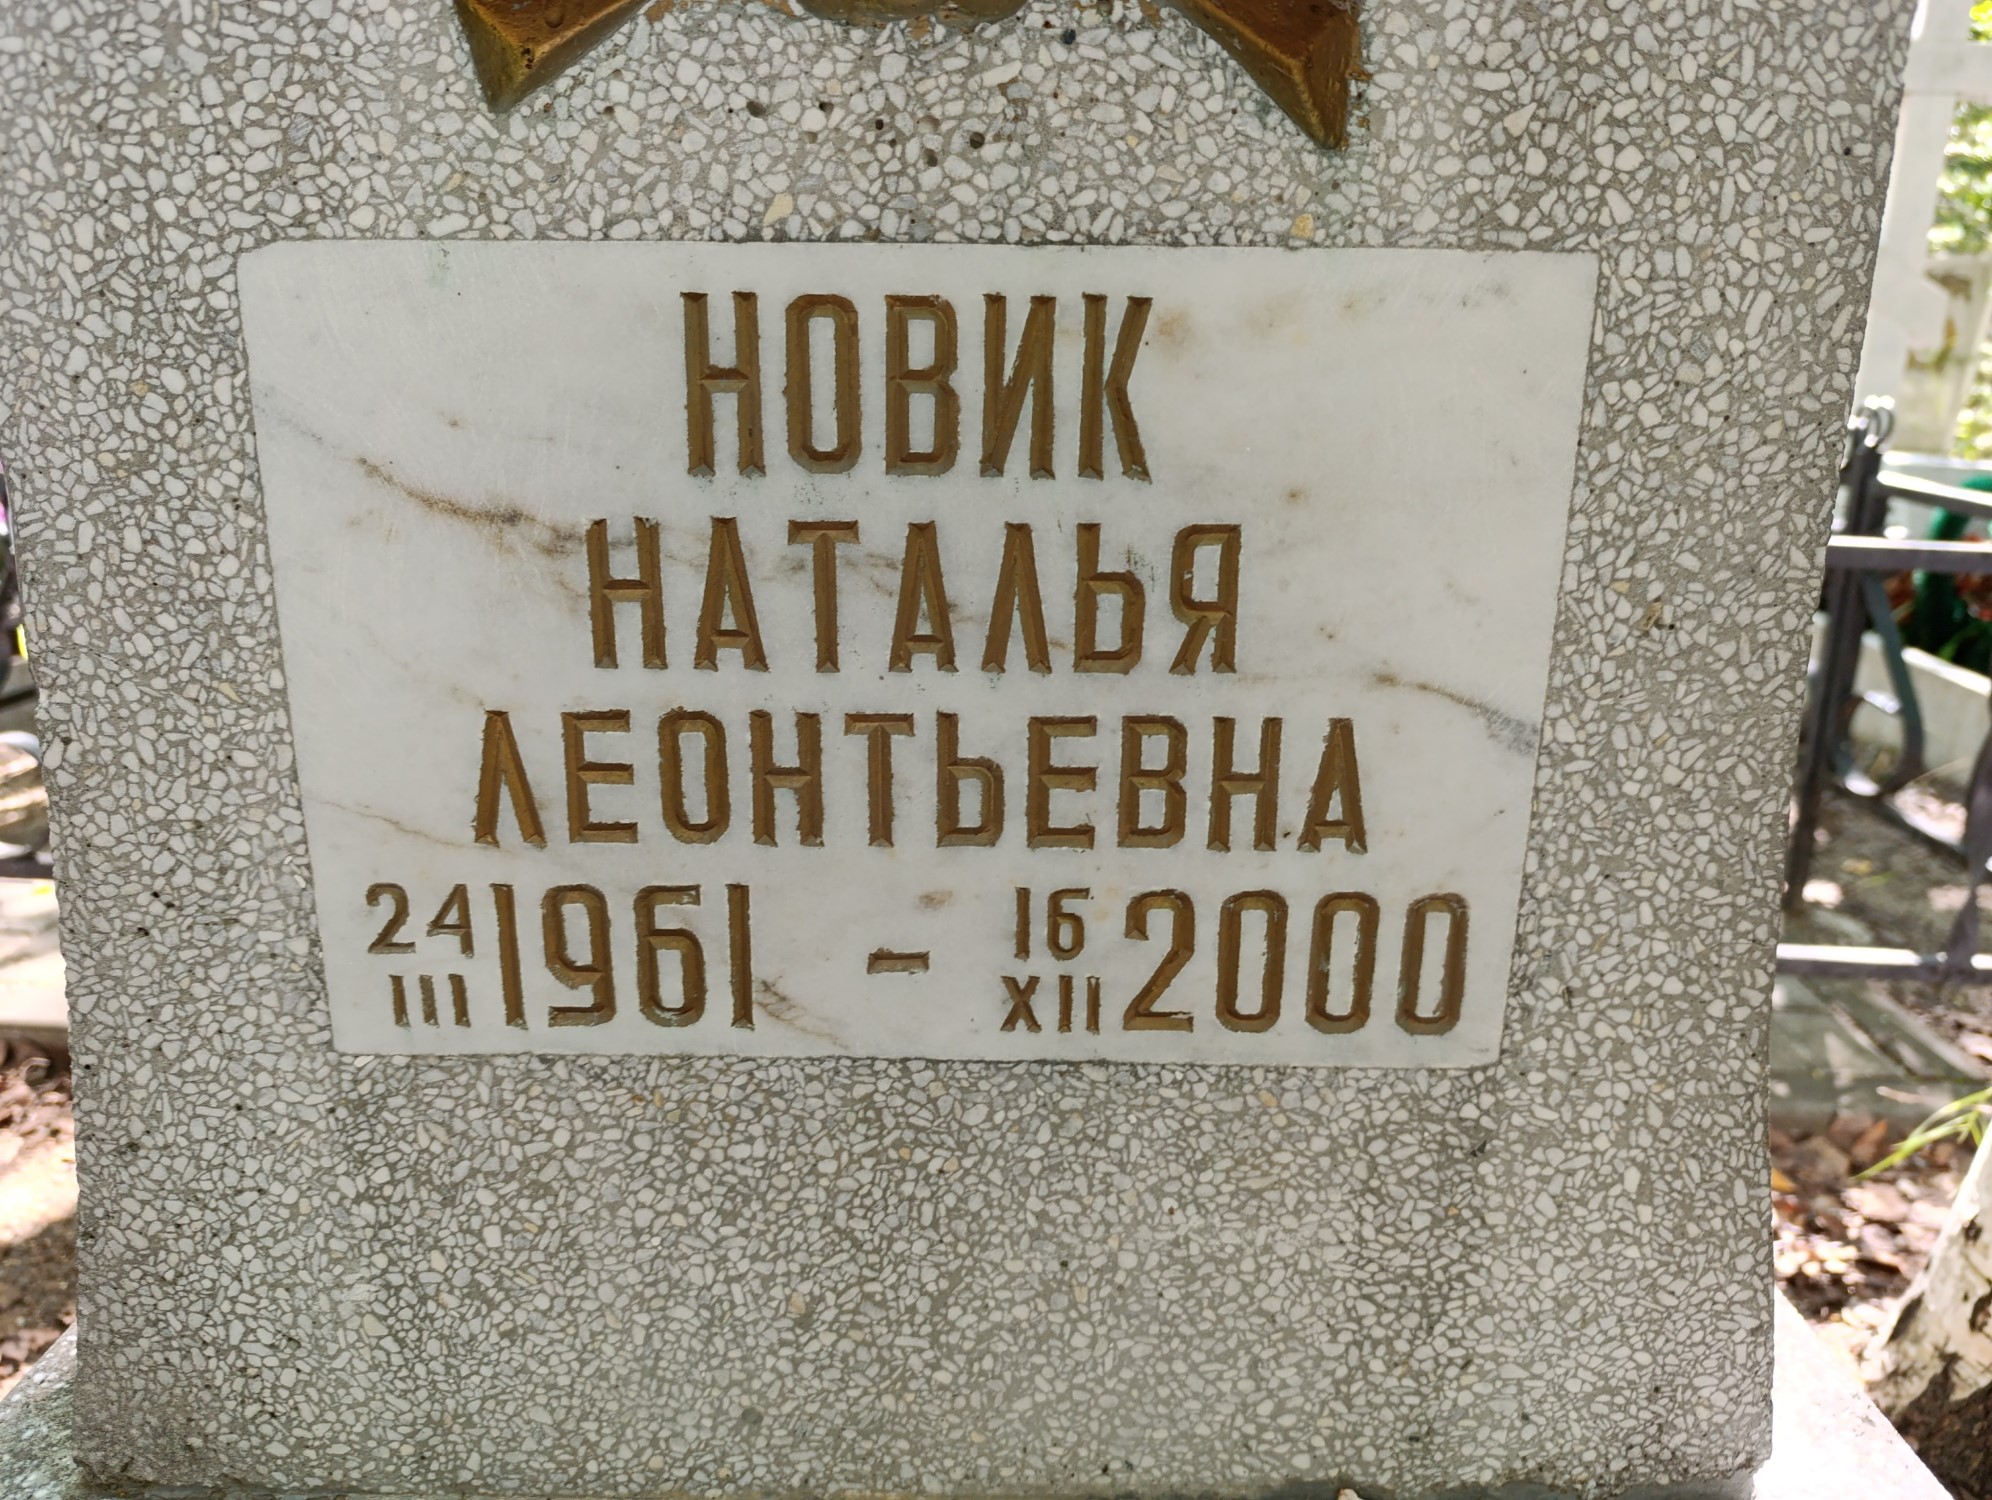 НОВИК
НАТАЛЬЯ
ЛЕОНТЬЕВНА
24/III 1961 - 16/XII 2000